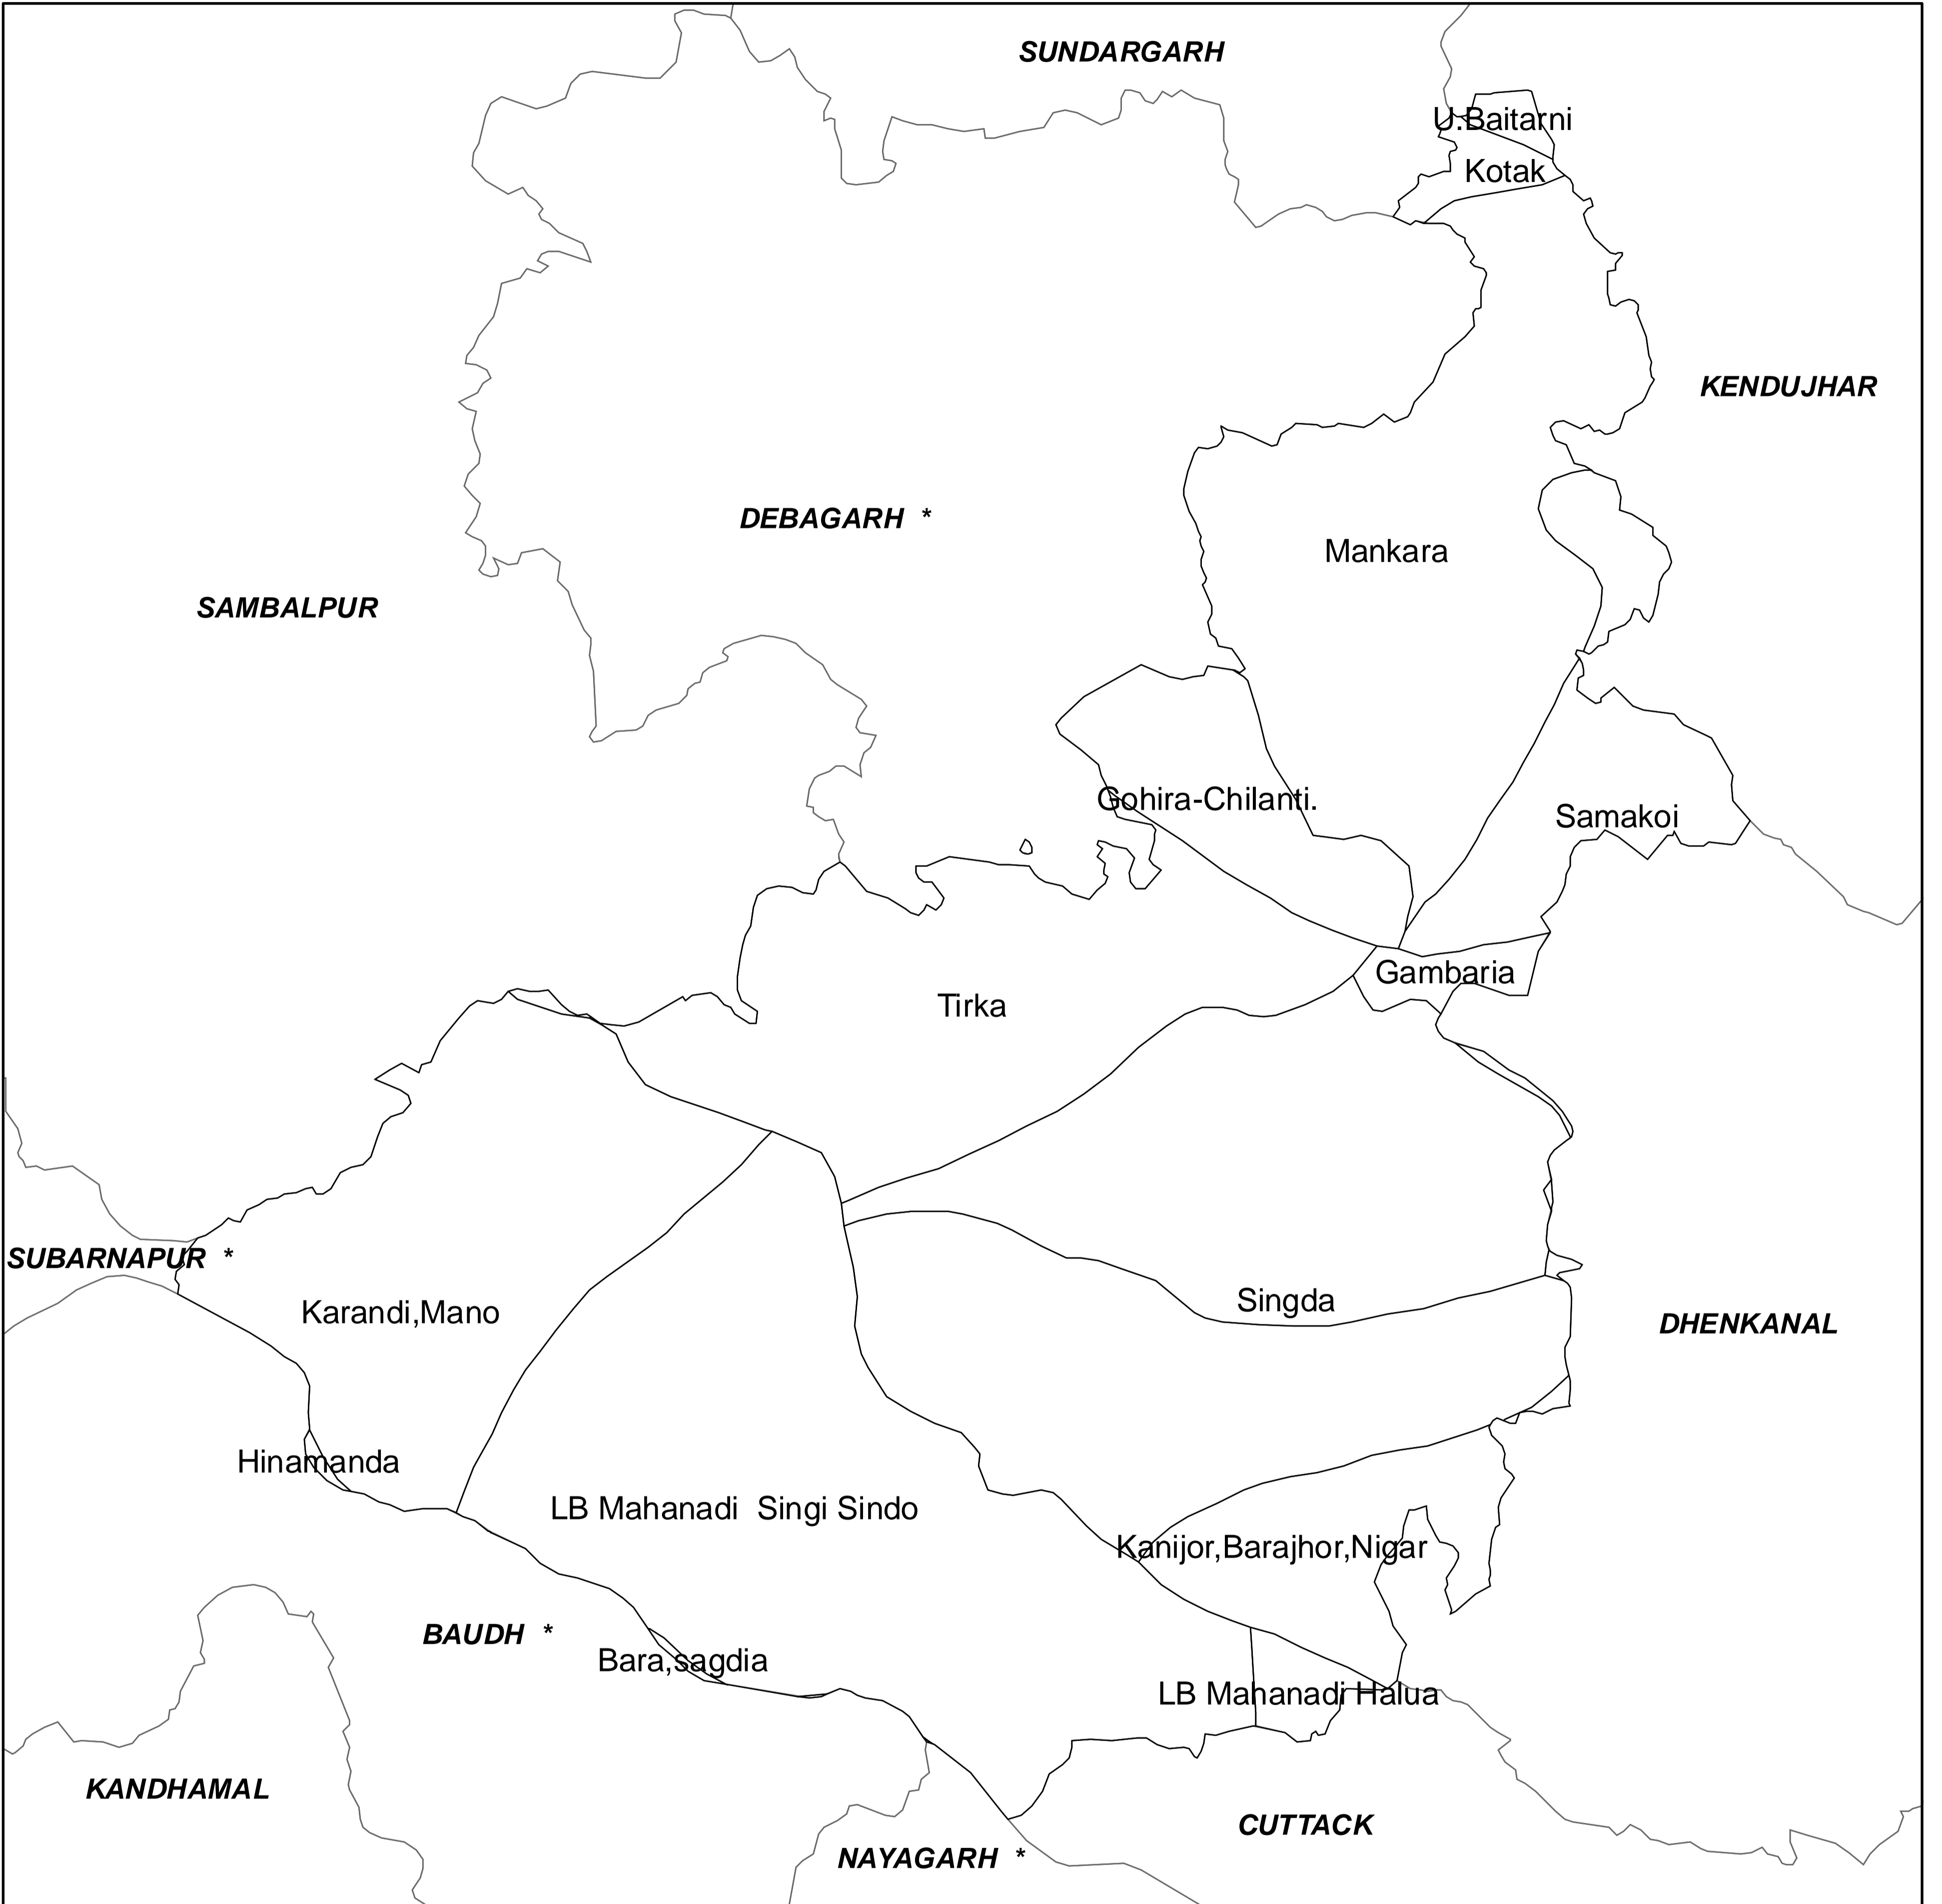 SUNDARGARH
U.Baitarni
Kotak
KENDUJHAR
DEBAGARH *
Mankara
SAMBALPUR
Gohira-Chilanti.
Samakoi
Gambaria
Tirka
SUBARNAPUR *
Singda
Karandi,Mano
DHENKANAL
Hinamanda
LB Mahanadi Singi Sindo
Kanijor,Barajhor,Nigar
BAUDH *
Bara,sagdia
LB Mahanadi Halua
KANDHAMAL
CUTTACK
NAYAGARH *